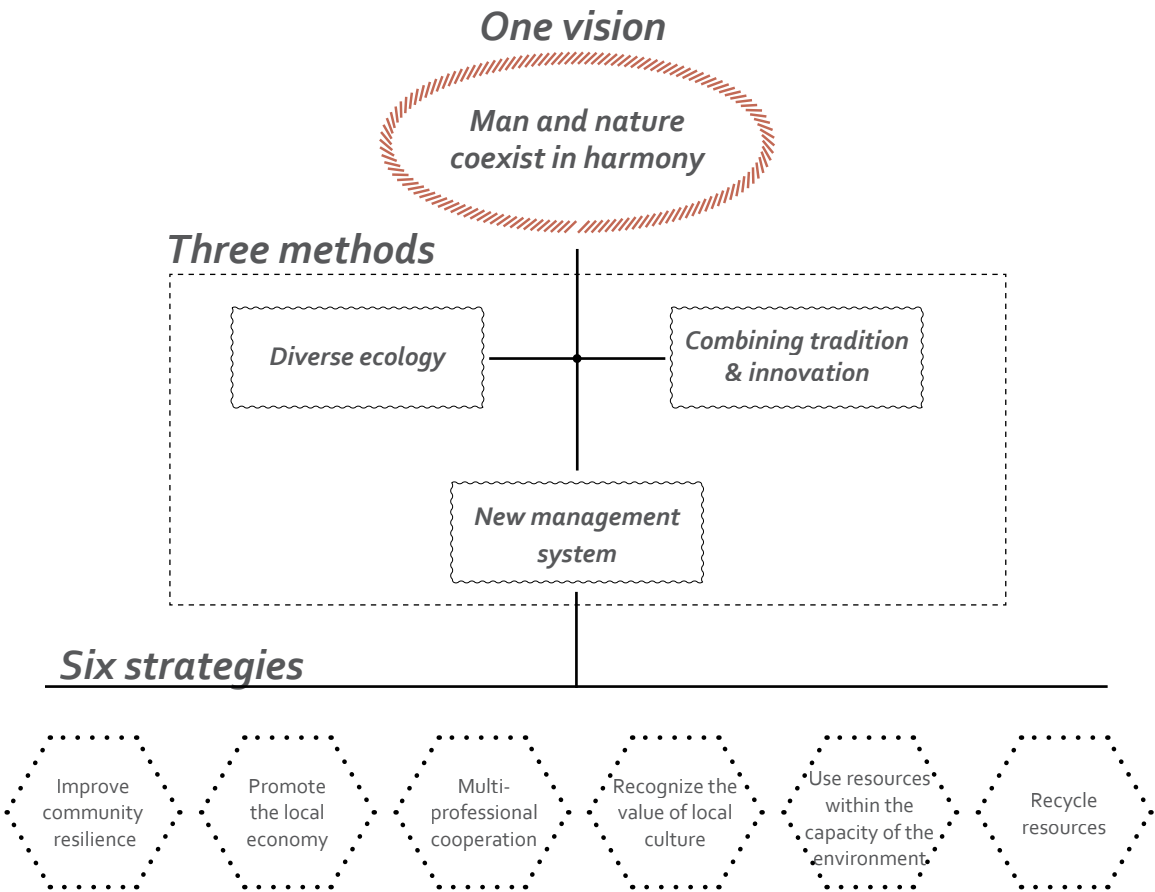 One vision
Man and nature
coexist in harmony
Three methods
Diverse ecology
Combining tradition
& innovation
New management
system
Six strategies
Improve
community
resilience
Promote
the local
economy
Multi-
professional
cooperation
Recognize the
value of local
culture
Use resources
within the
capacity of the
environment
Recycle
resources